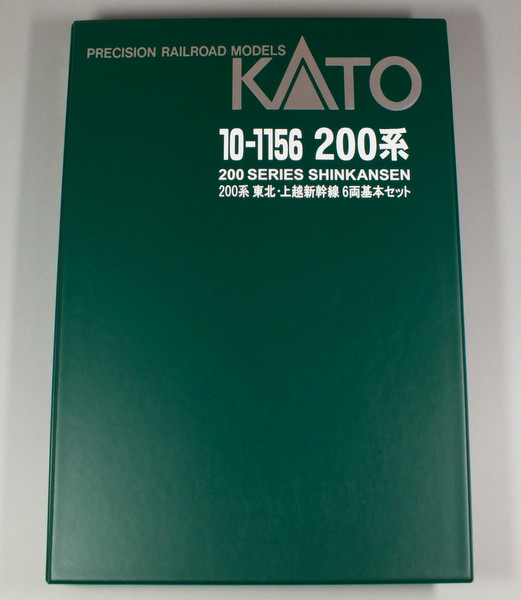 PRECISION RAILROAD MODELS
KATO
10-1156 200系
200 SERIES SHINKANSEN
200系 東北・上越新幹線 6両基本セット